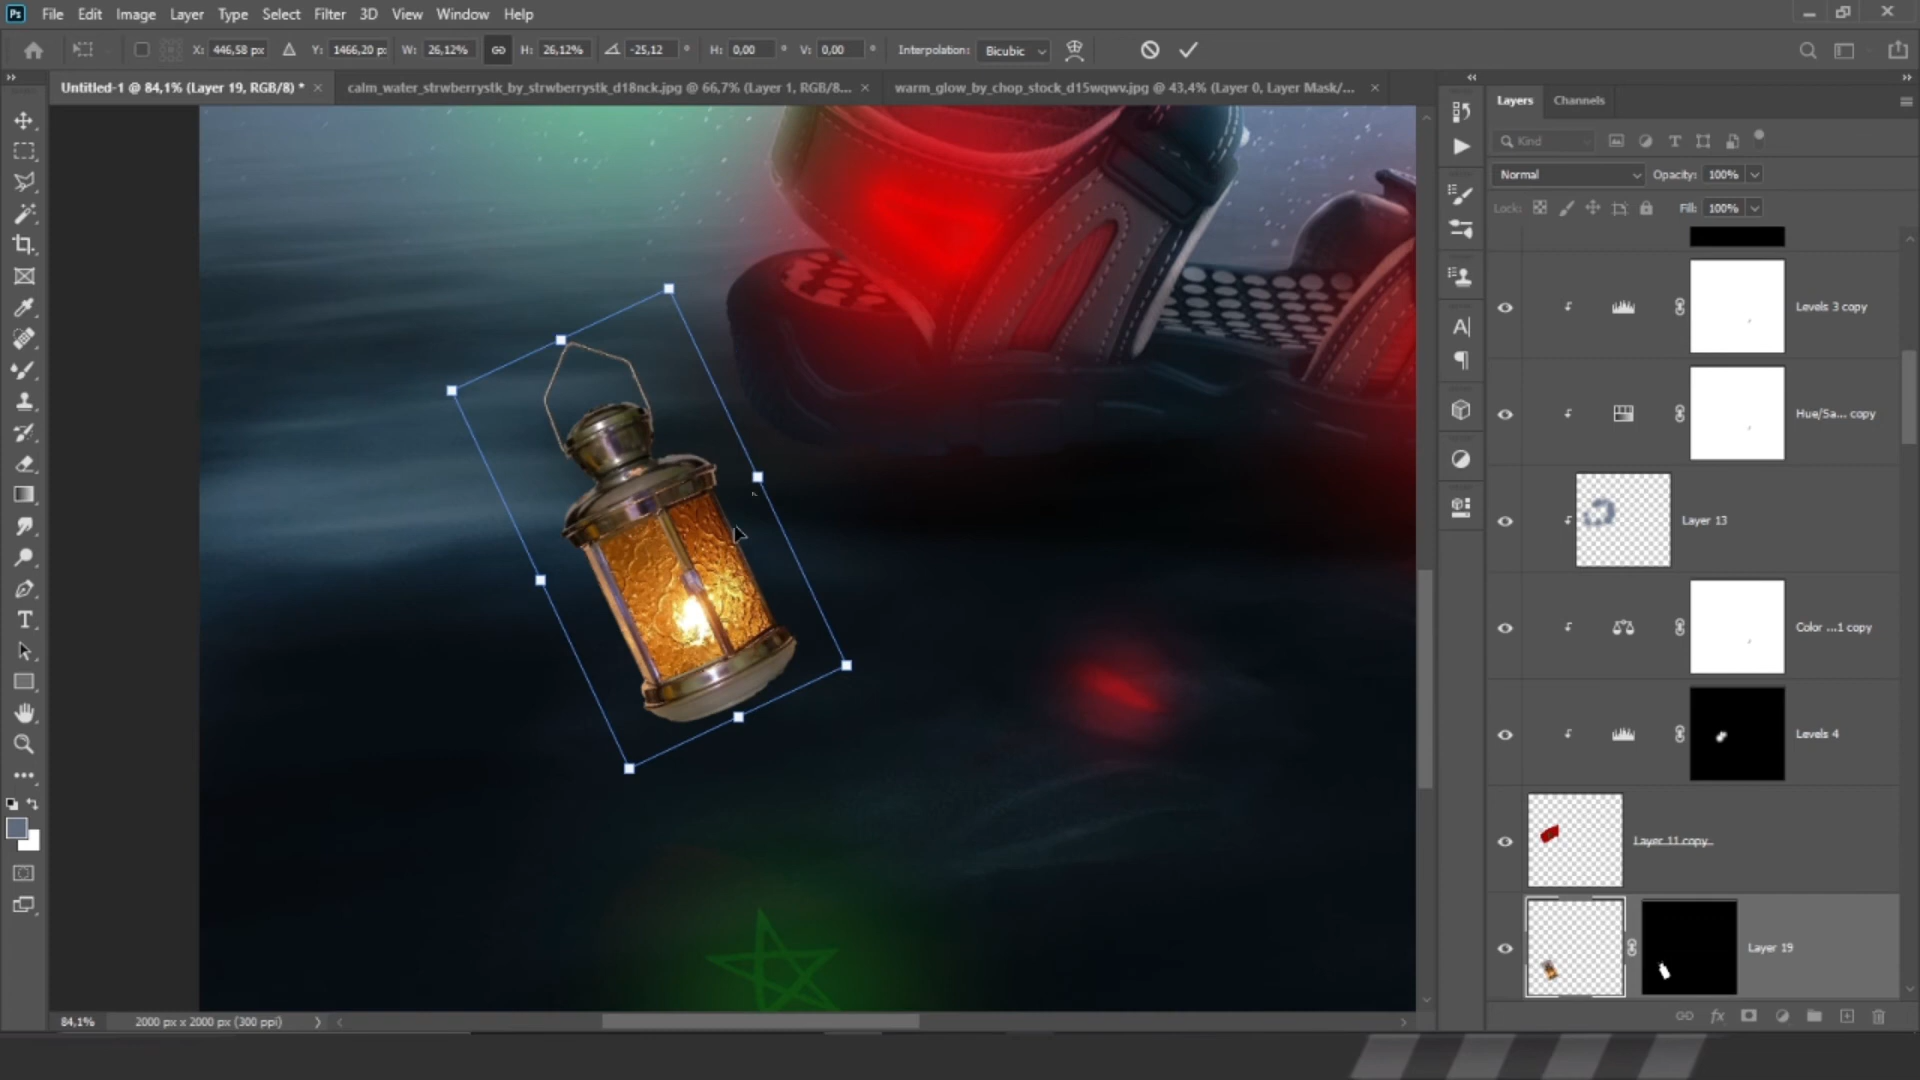 Ps File Edit Image Layer Type Select Filter 3D View Window Help
X: 446,58 px Y: 1466,20 p: W: 26,12% H: 26,12% -25,12 ° H: 0,00 ° V: 0,00 ° Interpolation: Bicubic
Untitled-1 @ 84,1% (Layer 19, RGB/8) * × calm_water_strwberrystk_by_strwberrystk_d18nck.jpg @ 66,7% (Layer 1, RGB/8... × warm_glow_by_chop_stock_d15wqwv.jpg @ 43,4% (Layer 0, Layer Mask/... ×
Layers Channels
Kind
Normal Opacity: 100%
Lock: Fill: 100%
Levels 3 copy
Hue/Sa... copy
Layer 13
Color ...1 copy
Levels 4
Layer 11 copy
Layer 19
84,1% 2000 px x 2000 px (300 ppi)